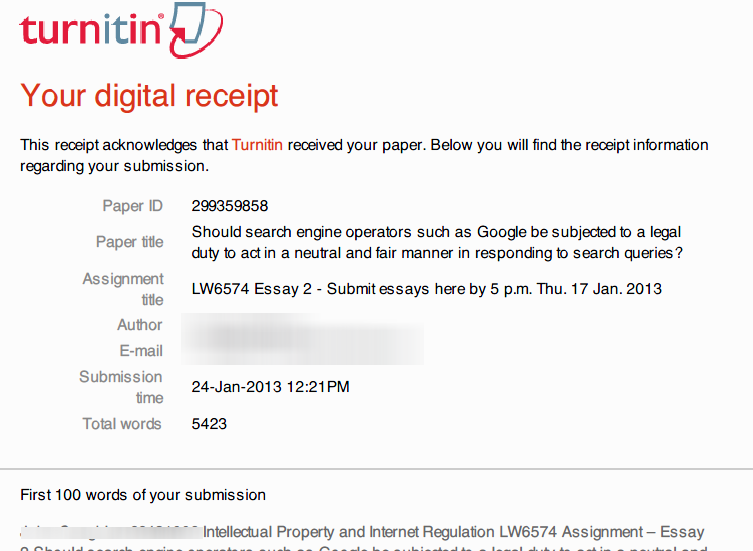 turnitin
Your digital receipt
This receipt acknowledges that Turnitin received your paper. Below you will find the receipt information
regarding your submission.
Paper ID 299359858
Paper title Should search engine operators such as Google be subjected to a legal
duty to act in a neutral and fair manner in responding to search queries?
Assignment
title LW6574 Essay 2 - Submit essays here by 5 p.m. Thu. 17 Jan. 2013
Author
E-mail
Submission
time 24-Jan-2013 12:21PM
Total words 5423
First 100 words of your submission
Intellectual Property and Internet Regulation LW6574 Assignment – Essay
2 Should search engine operators such as Google be subjected to a legal duty to act in a neutral and